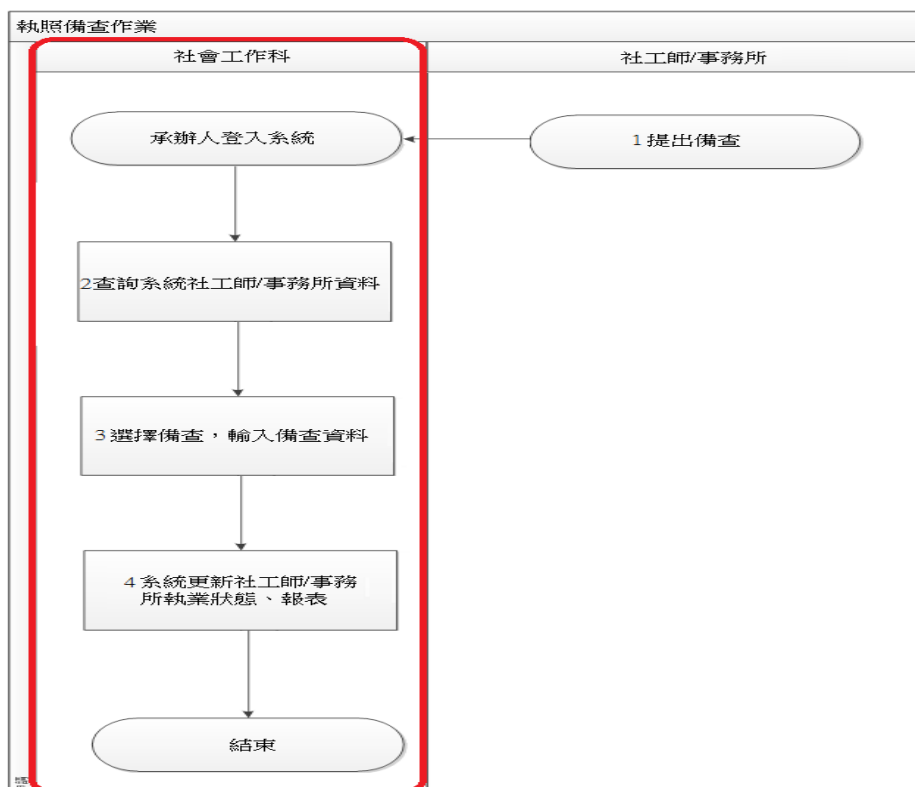 執照備查作業
社會工作科
社工師/事務所
承辦人登入系統
1提出備查
2查詢系統社工師/事務所資料
3選擇備查，輸入備查資料
4系統更新社工師/事務
所執業狀態、報表
結束